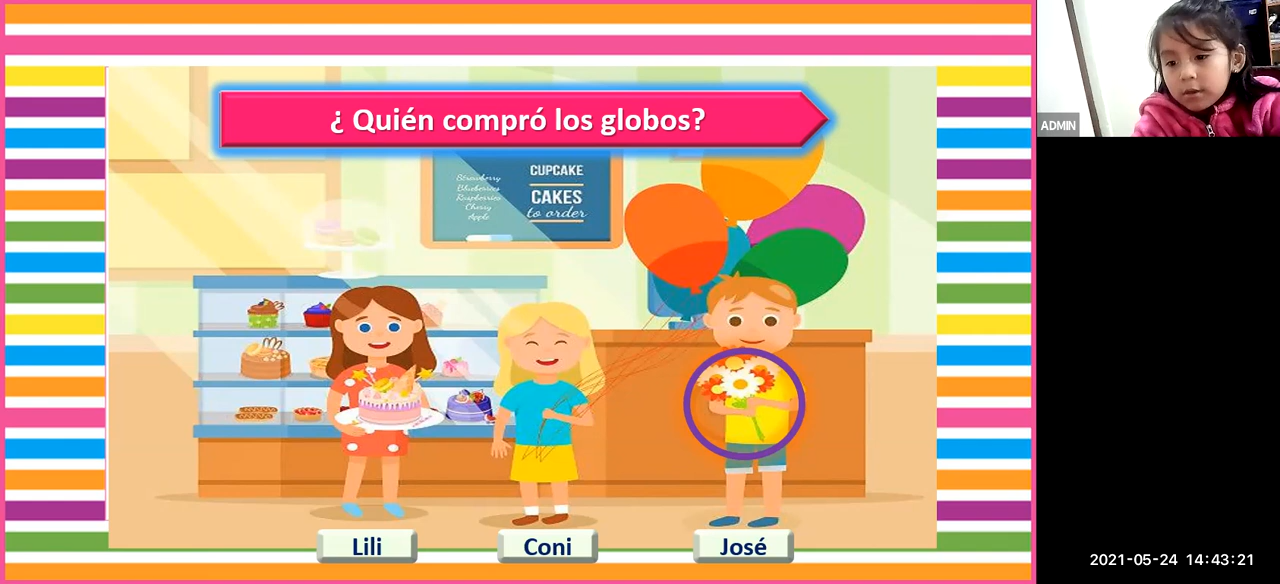 ¿ Quién compró los globos?
Strawberry
Blueberries
Raspberries
Cherry
Apple
CUPCAKE
CAKES
to order
Lili
Coni
José
ADMIN
2021-05-24 14:43:21